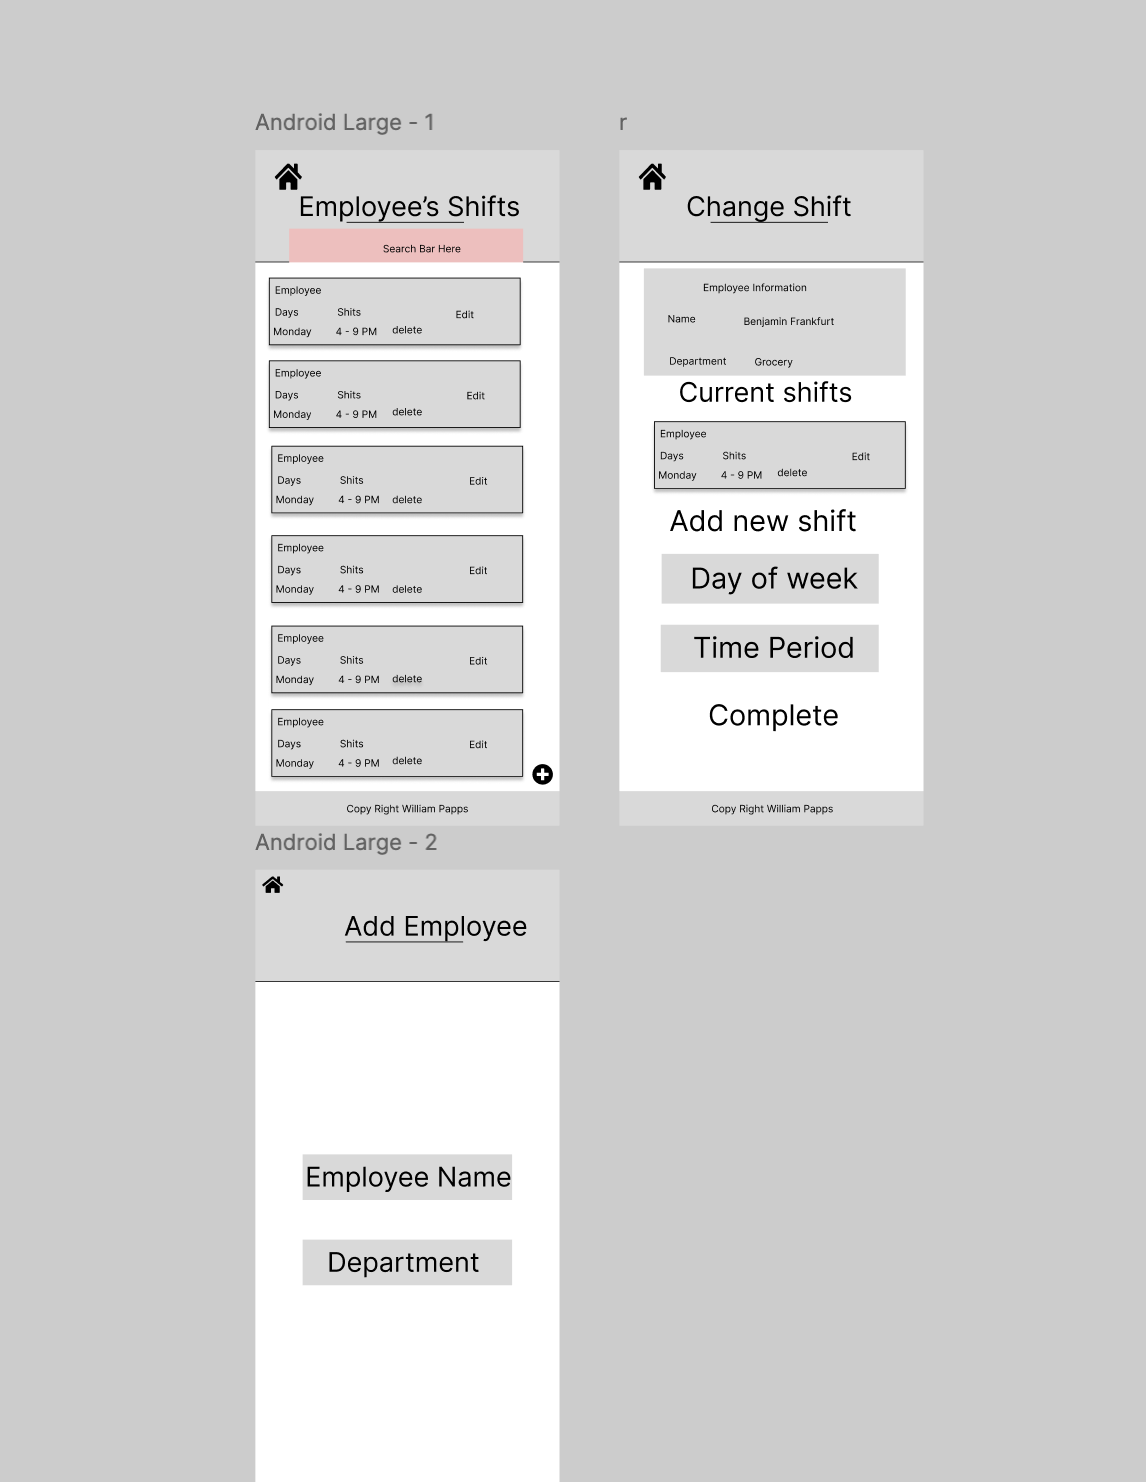 Android Large - 1
Employee's Shifts
Search Bar Here
Employee
Days Shits Edit
Monday 4 - 9 PM delete
Employee
Days Shits Edit
Monday 4 - 9 PM delete
Employee
Days Shits Edit
Monday 4 - 9 PM delete
Employee
Days Shits Edit
Monday 4 - 9 PM delete
Employee
Days Shits Edit
Monday 4 - 9 PM delete
Employee
Days Shits Edit
Monday 4 - 9 PM delete
Copy Right William Papps
r
Change Shift
Employee Information
Name Benjamin Frankfurt
Department Grocery
Current shifts
Employee
Days Shits Edit
Monday 4 - 9 PM delete
Add new shift
Day of week
Time Period
Complete
Copy Right William Papps
Android Large - 2
Add Employee
Employee Name
Department